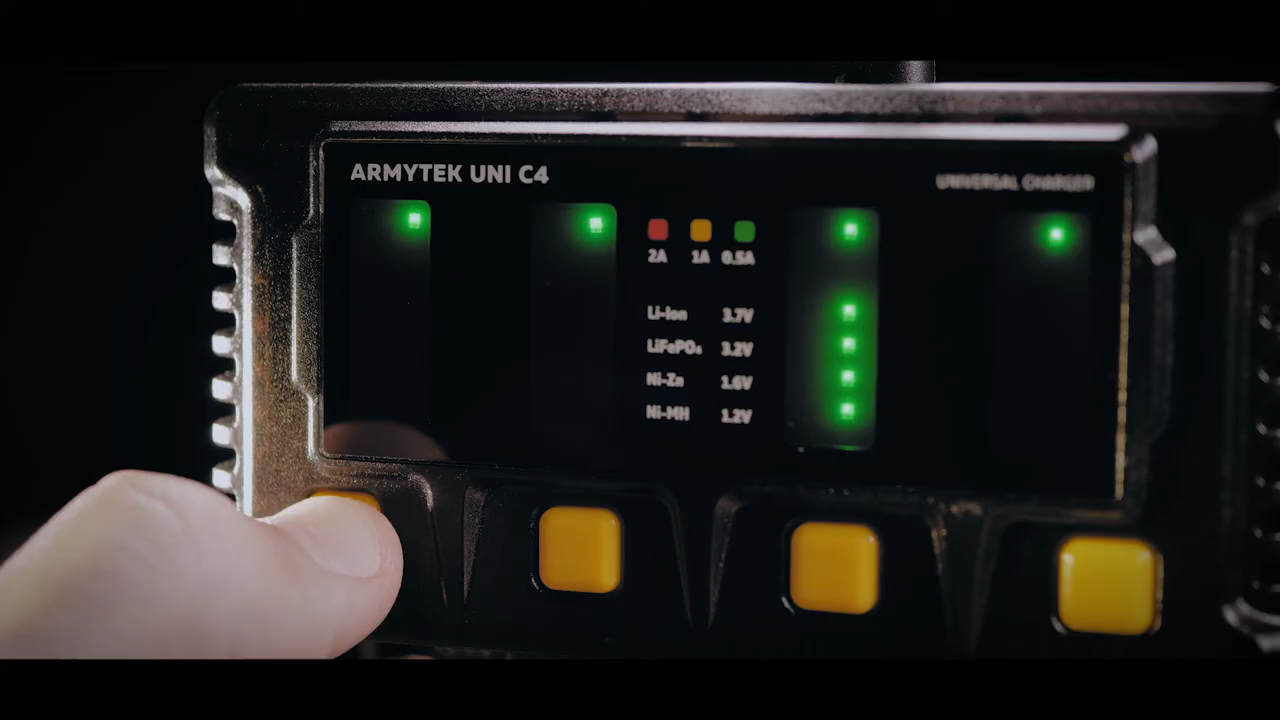 ARMYTEK UNI C4
UNIVERSAL CHARGER
2A 1A 0.5A
Li-Ion 3.7V
LiFePO₄ 3.2V
Ni-Zn 1.6V
Ni-MH 1.2V